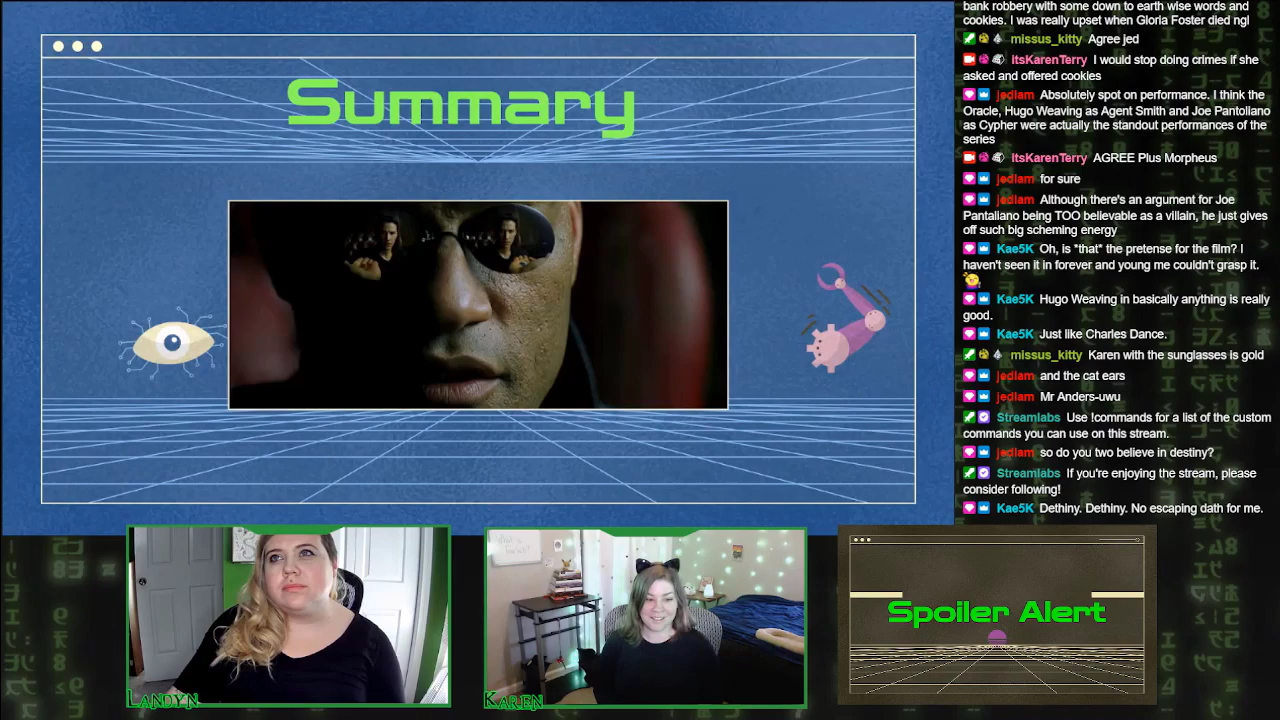 bank robbery with some down to earth wise words and
cookies. I was really upset when Gloria Foster died ngl
missus_kitty Agree jed
ItsKarenTerry I would stop doing crimes if she
asked and offered cookies
jedlam Absolutely spot on performance. I think the
Oracle, Hugo Weaving as Agent Smith and Joe Pantoliano
as Cypher were actually the standout performances of the
series
ItsKarenTerry AGREE Plus Morpheus
jedlam for sure
jedlam Although there's an argument for Joe
Pantaliano being TOO believable as a villain, he just gives
off such big scheming energy
Kae5K Oh, is *that* the pretense for the film? I
haven't seen it in forever and young me couldn't grasp it.
Kae5K Hugo Weaving in basically anything is really
good.
Kae5K Just like Charles Dance.
missus_kitty Karen with the sunglasses is gold
jedlam and the cat ears
jedlam Mr Anders-uwu
Streamlabs Use !commands for a list of the custom
commands you can use on this stream.
jedlam so do you two believe in destiny?
Streamlabs If you're enjoying the stream, please
consider following!
Kae5K Dethiny. Dethiny. No escaping dath for me.
Summary
Landyn
Karen
Spoiler Alert